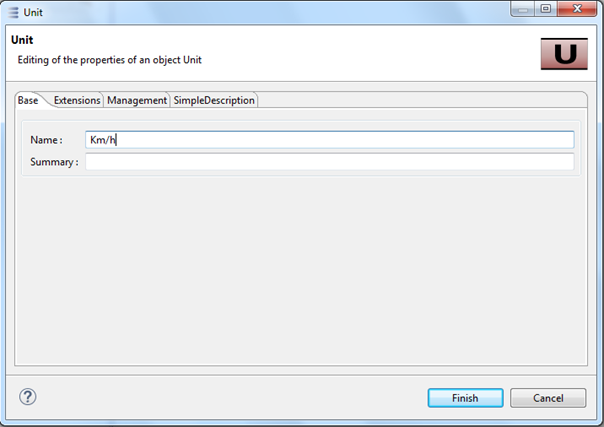 Unit
Unit
Editing of the properties of an object Unit
U
Base Extensions Management SimpleDescription
Name : Km/h
Summary :
? Finish Cancel